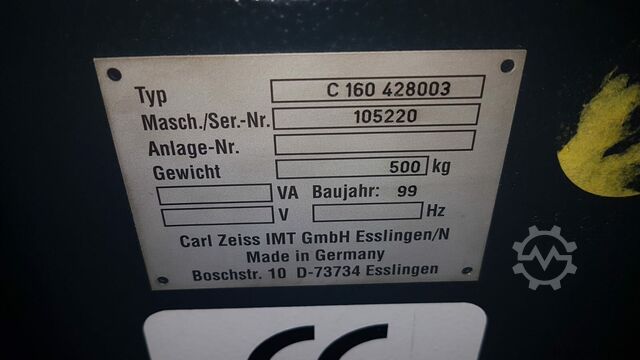 Typ C 160 428003
Masch./Ser.-Nr. 105220
Anlage-Nr.
Gewicht 500 kg
VA Baujahr: 99
V Hz
Carl Zeiss IMT GmbH Esslingen/N
Made in Germany
Boschstr. 10 D-73734 Esslingen
CE